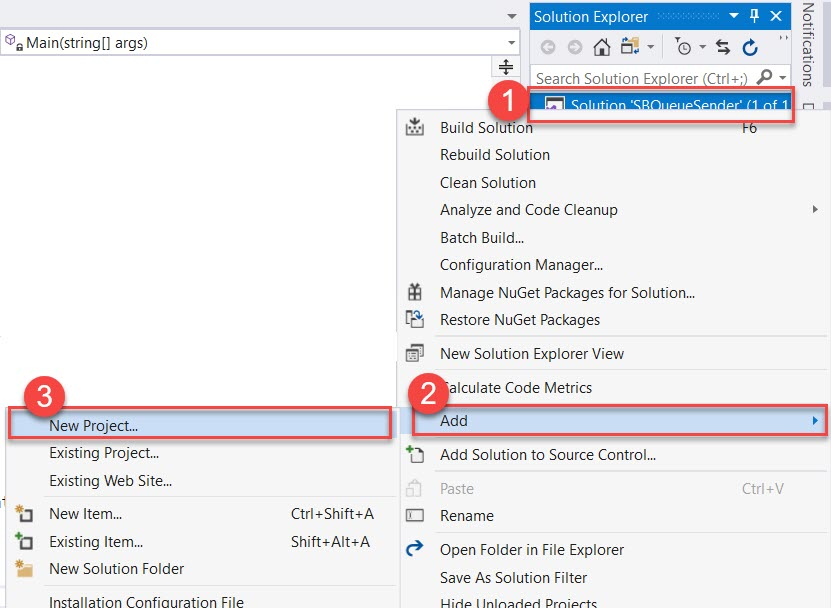 Solution Explorer
Notifications
Main(string[] args)
Search Solution Explorer (Ctrl+;)
1
Solution 'SBQueueSender' (1 of 1
Build Solution F6
Rebuild Solution
Clean Solution
Analyze and Code Cleanup
Batch Build...
Configuration Manager...
Manage NuGet Packages for Solution...
Restore NuGet Packages
New Solution Explorer View
2
Calculate Code Metrics
Add
Add Solution to Source Control...
Paste Ctrl+V
Rename
Open Folder in File Explorer
Save As Solution Filter
Hide Unloaded Projects
3
New Project...
Existing Project...
Existing Web Site...
New Item... Ctrl+Shift+A
Existing Item... Shift+Alt+A
New Solution Folder
Installation Configuration File